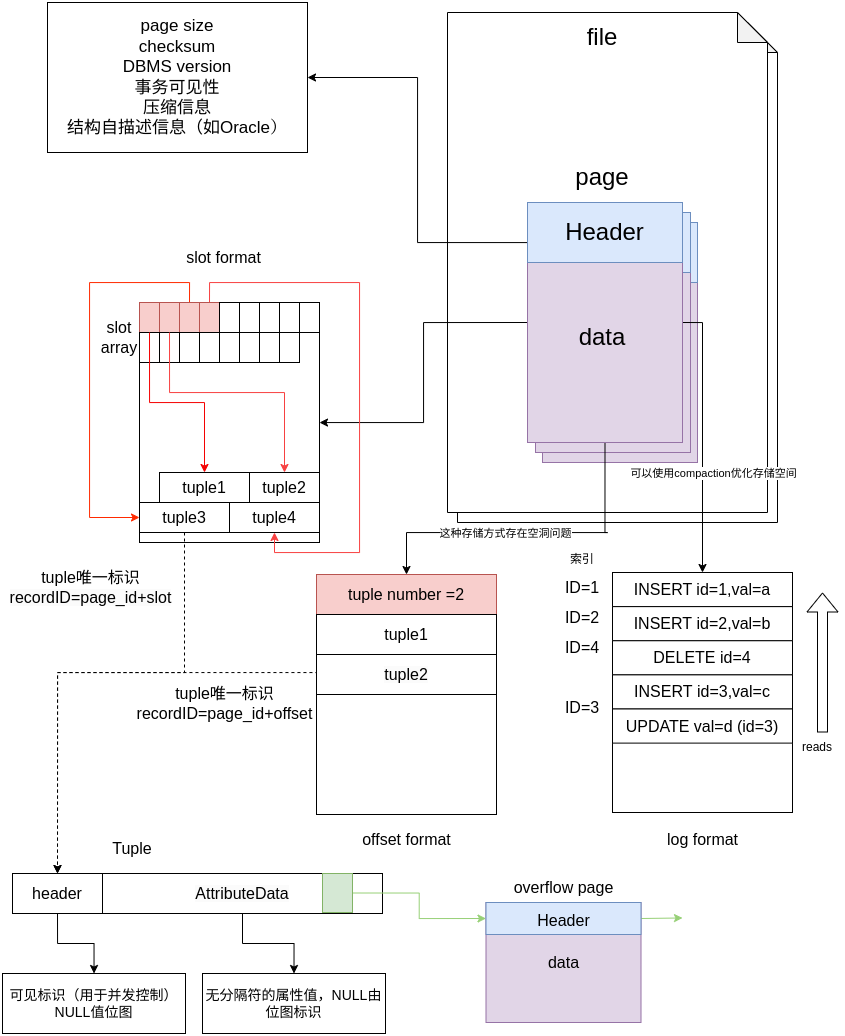 page size
checksum
DBMS version
事务可见性
压缩信息
结构自描述信息（如Oracle）
file
page
Header
data
slot format
slot
array
tuple1
tuple2
tuple3
tuple4
可以使用compaction优化存储空间
这种存储方式存在空洞问题
tuple唯一标识
recordID=page_id+slot
tuple number =2
tuple1
tuple2
tuple唯一标识
recordID=page_id+offset
offset format
索引
ID=1
ID=2
ID=4
ID=3
INSERT id=1,val=a
INSERT id=2,val=b
DELETE id=4
INSERT id=3,val=c
UPDATE val=d (id=3)
reads
log format
Tuple
header
AttributeData
overflow page
Header
data
可见标识（用于并发控制）
NULL值位图
无分隔符的属性值，NULL由
位图标识